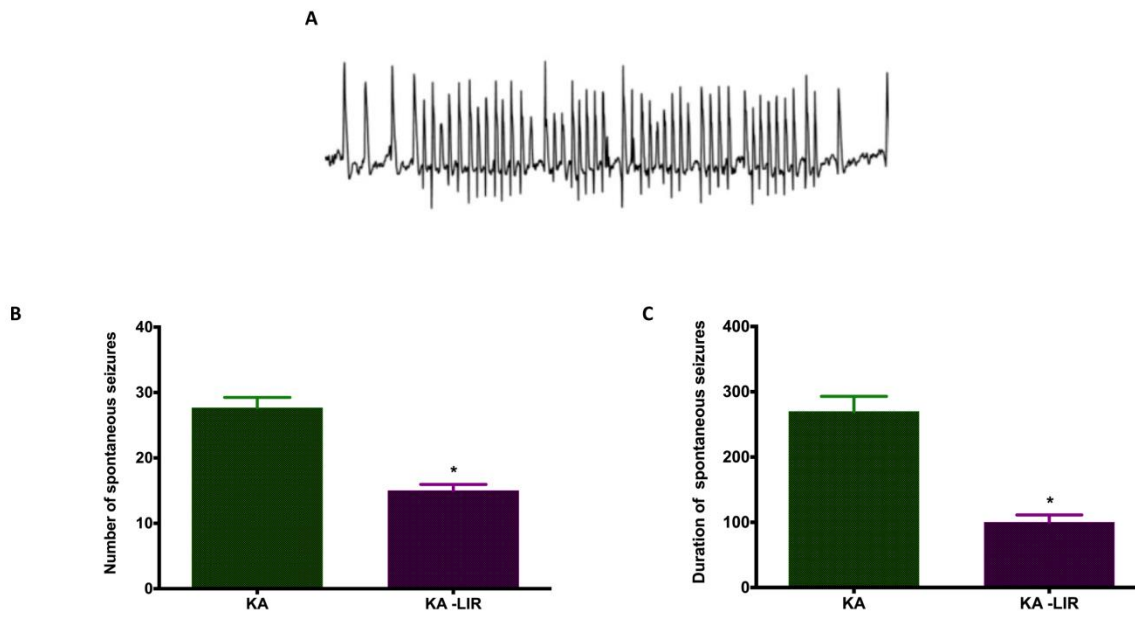 A
B
Number of spontaneous seizures
40
30
20
10
0
*
KA
KA -LIR
C
Duration of spontaneous seizures
400
300
200
100
0
*
KA
KA -LIR